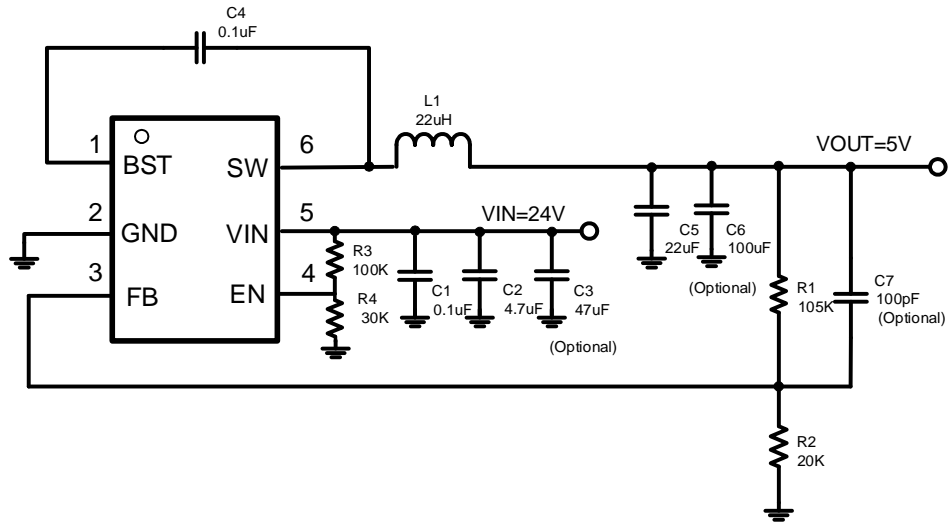 C4
0.1uF
L1
22uH
1
BST
6
SW
VOUT=5V
2
GND
5
VIN
VIN=24V
3
FB
4
EN
R3
100K
R4
30K
C1
0.1uF
C2
4.7uF
C3
47uF
(Optional)
C5
22uF
C6
100uF
(Optional)
R1
105K
C7
100pF
(Optional)
R2
20K